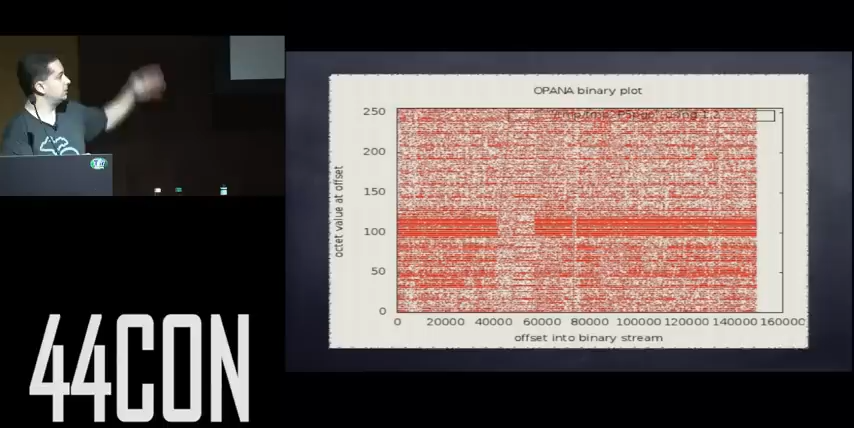 OPANA binary plot
250
200
150
100
50
0
octet value at offset
0 20000 40000 60000 80000 100000 120000 140000 160000
offset into binary stream
44CON